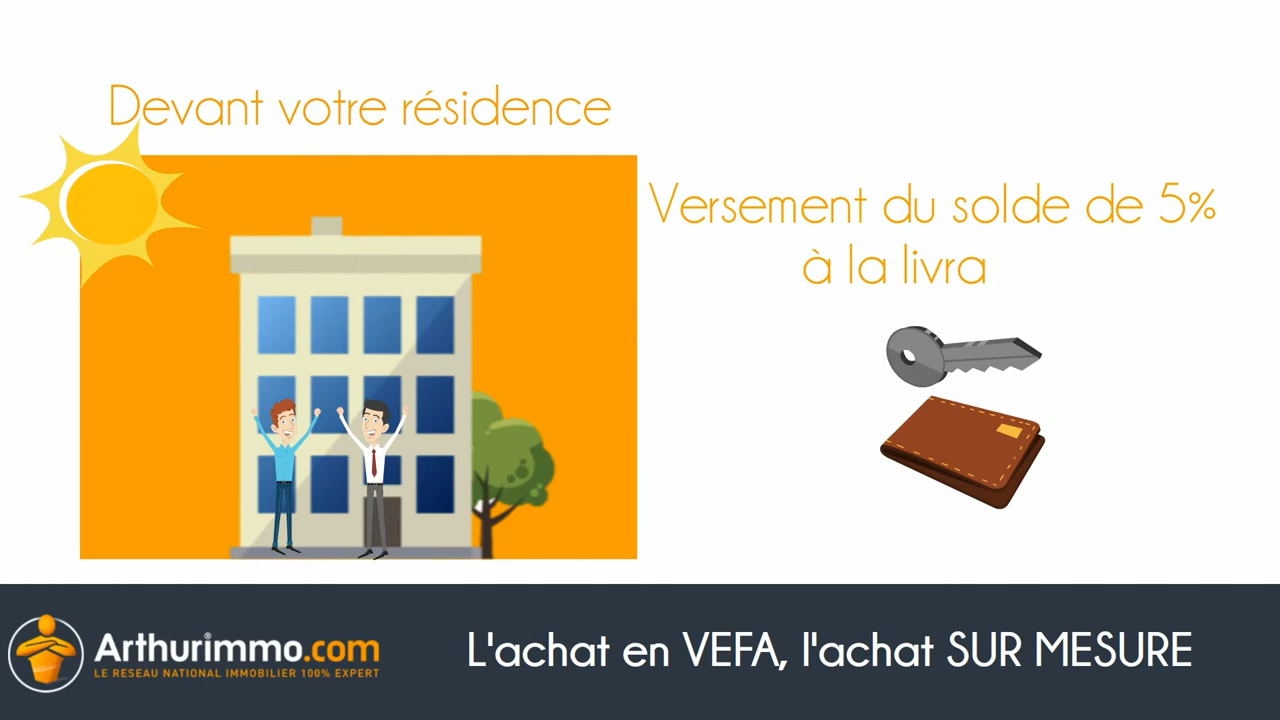 Devant votre résidence
Versement du solde de 5%
à la livra
Arthurimmo.com
LE RESEAU NATIONAL IMMOBILIER 100% EXPERT
L'achat en VEFA, l'achat SUR MESURE